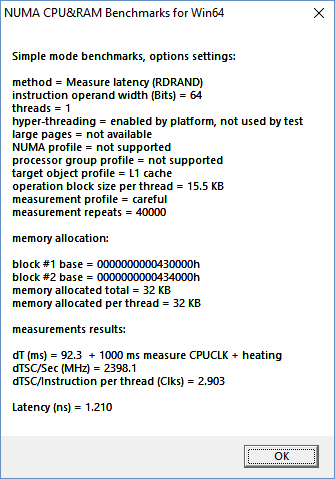 NUMA CPU&RAM Benchmarks for Win64
Simple mode benchmarks, options settings:
method = Measure latency (RDRAND)
instruction operand width (Bits) = 64
threads = 1
hyper-threading = enabled by platform, not used by test
large pages = not available
NUMA profile = not supported
processor group profile = not supported
target object profile = L1 cache
operation block size per thread = 15.5 KB
measurement profile = careful
measurement repeats = 40000
memory allocation:
block #1 base = 0000000000430000h
block #2 base = 0000000000434000h
memory allocated total = 32 KB
memory allocated per thread = 32 KB
measurements results:
dT (ms) = 92.3  + 1000 ms measure CPUCLK + heating
dTSC/Sec (MHz) = 2398.1
dTSC/Instruction per thread (Clks) = 2.903
Latency (ns) = 1.210
OK